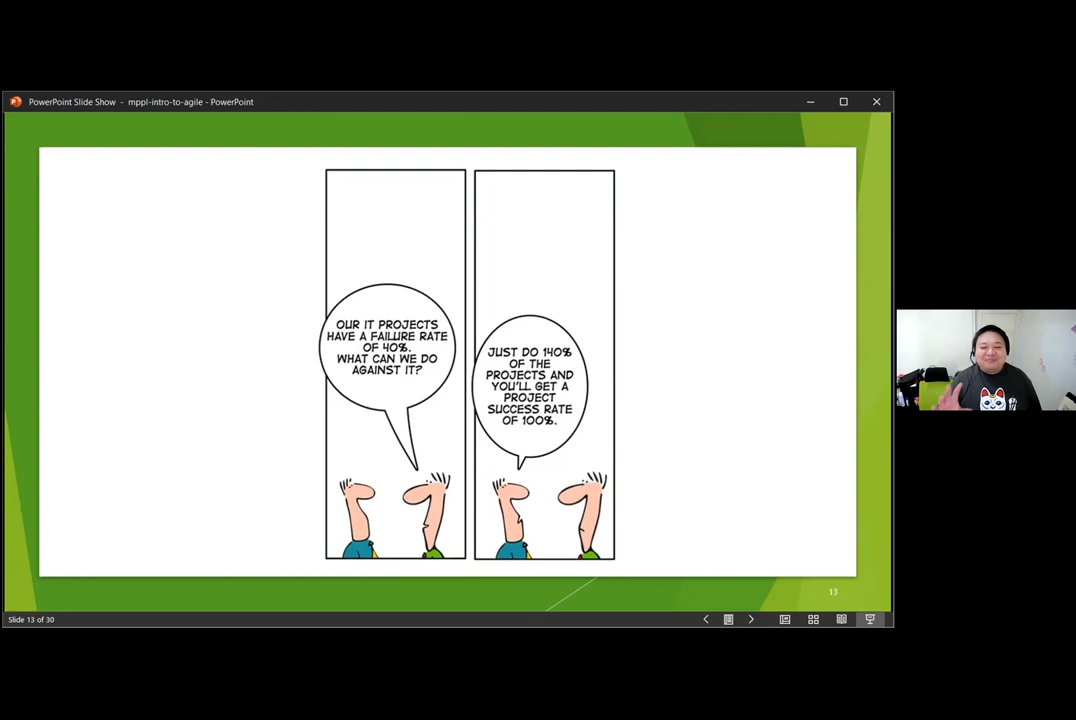 PowerPoint Slide Show - mppl-intro-to-agile - PowerPoint
OUR IT PROJECTS
HAVE A FAILURE RATE
OF 40%.
WHAT CAN WE DO
AGAINST IT?
JUST DO 140%
OF THE
PROJECTS AND
YOU'LL GET A
PROJECT
SUCCESS RATE
OF 100%.
13
Slide 13 of 30